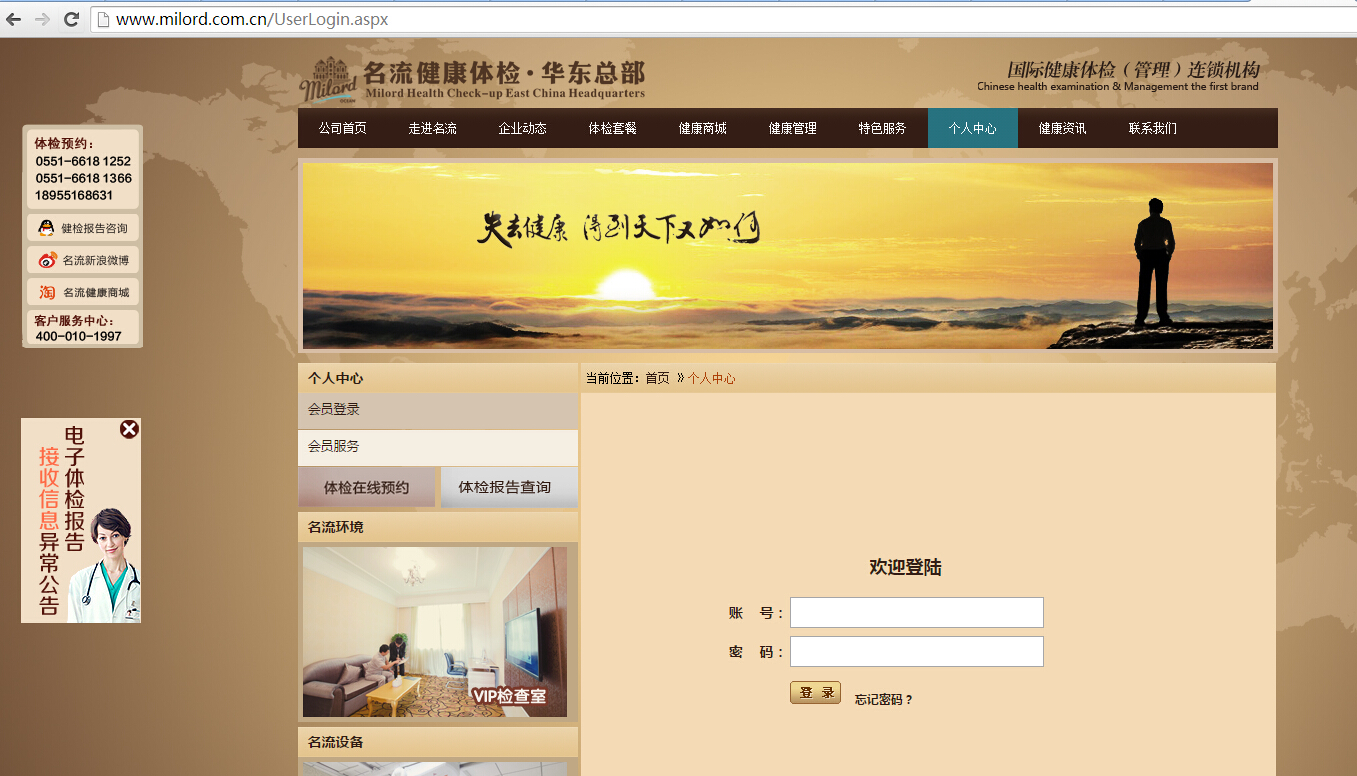 www.milord.com.cn/UserLogin.aspx
Milord
OCEAN
名流健康体检·华东总部
Milord Health Check-up East China Headquarters
国际健康体检（管理）连锁机构
Chinese health examination & Management the first brand
公司首页 走进名流 企业动态 体检套餐 健康商城 健康管理 特色服务 个人中心 健康资讯 联系我们
体检预约：
0551-6618 1252
0551-6618 1366
18955168631
健检报告咨询
名流新浪微博
淘 名流健康商城
客户服务中心：
400-010-1997
失去健康 得到天下又如何
电子体检报告
接收信息异常公告
个人中心
会员登录
会员服务
体检在线预约 体检报告查询
名流环境
VIP检查室
名流设备
当前位置：首页 » 个人中心
欢迎登陆
账 号：
密 码：
登 录 忘记密码？